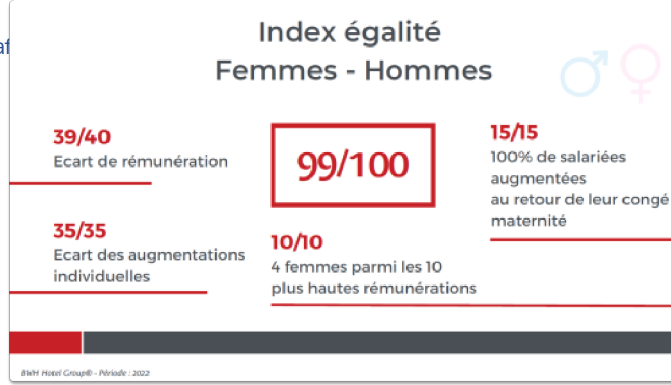 Index égalité
Femmes - Hommes
39/40
Ecart de rémunération
35/35
Ecart des augmentations
individuelles
99/100
10/10
4 femmes parmi les 10
plus hautes rémunérations
15/15
100% de salariées
augmentées
au retour de leur congé
maternité
BWH Hotel Group® - Période : 2022